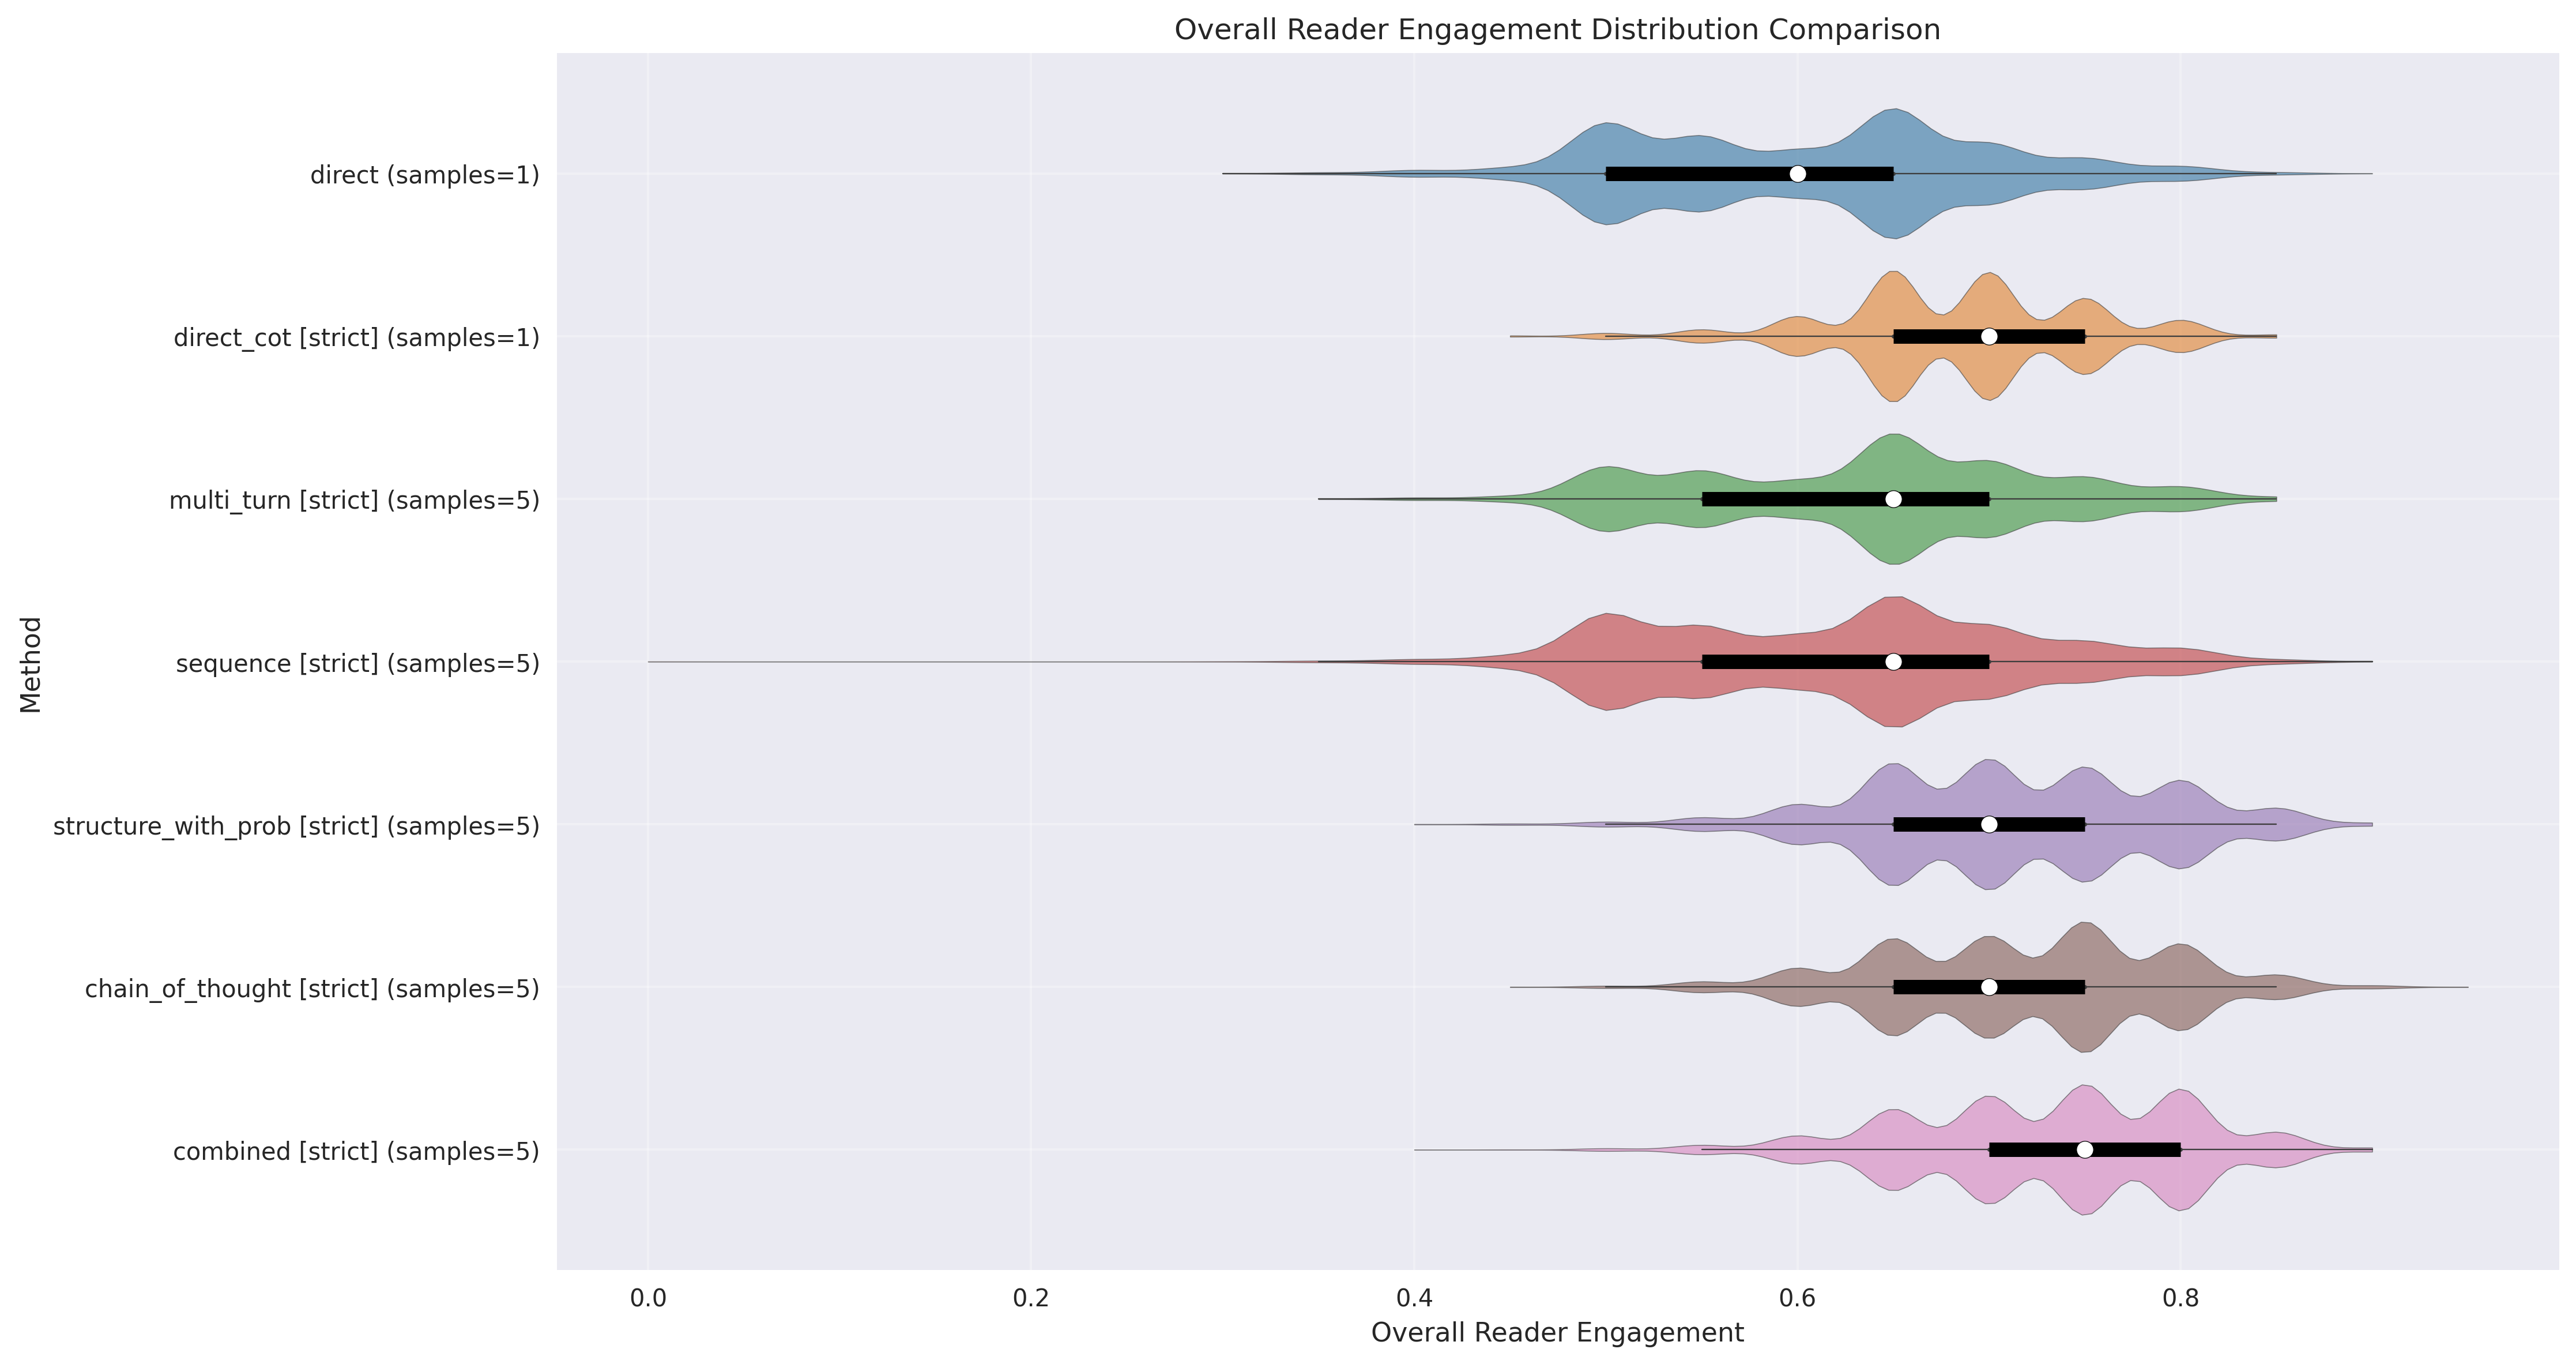 Overall Reader Engagement Distribution Comparison
Method
direct (samples=1)
direct_cot [strict] (samples=1)
multi_turn [strict] (samples=5)
sequence [strict] (samples=5)
structure_with_prob [strict] (samples=5)
chain_of_thought [strict] (samples=5)
combined [strict] (samples=5)
0.0 0.2 0.4 0.6 0.8
Overall Reader Engagement